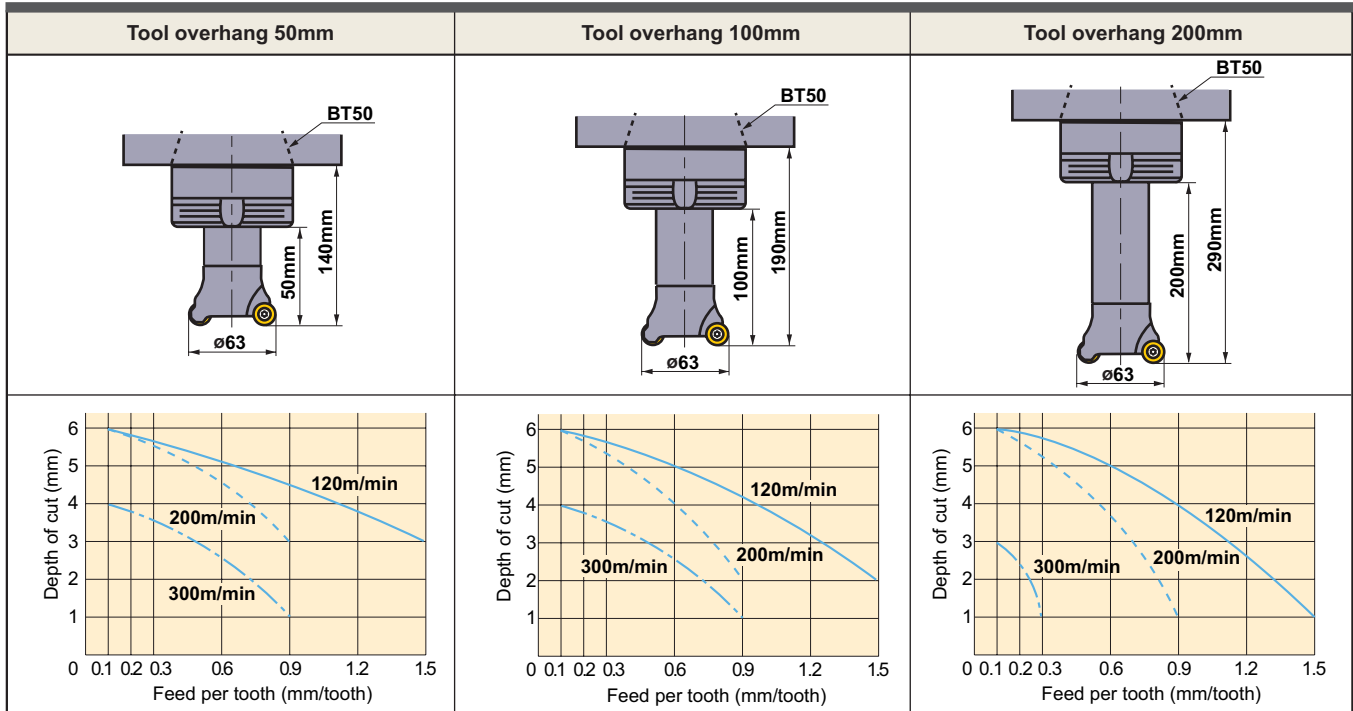 Tool overhang 50mm
Tool overhang 100mm
Tool overhang 200mm
BT50
50mm
140mm
ø63
BT50
100mm
190mm
ø63
BT50
200mm
290mm
ø63
Depth of cut (mm)
6
5
4
3
2
1
0 0.1 0.2 0.3 0.6 0.9 1.2 1.5
120m/min
200m/min
300m/min
Feed per tooth (mm/tooth)
Depth of cut (mm)
6
5
4
3
2
1
0 0.1 0.2 0.3 0.6 0.9 1.2 1.5
120m/min
200m/min
300m/min
Feed per tooth (mm/tooth)
Depth of cut (mm)
6
5
4
3
2
1
0 0.1 0.2 0.3 0.6 0.9 1.2 1.5
120m/min
200m/min
300m/min
Feed per tooth (mm/tooth)